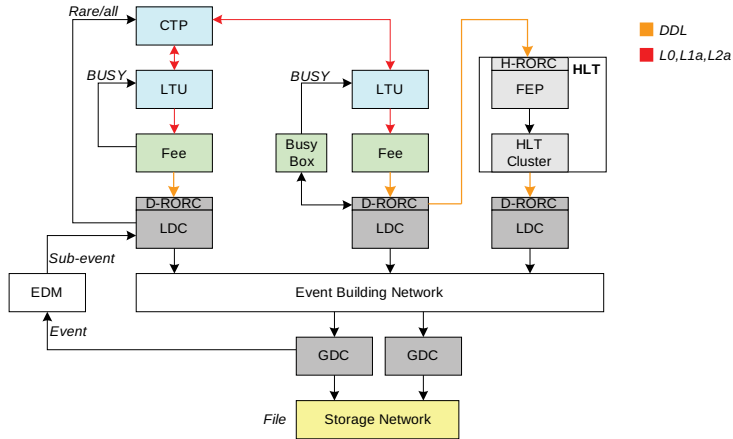 Rare/all
CTP
DDL
L0,L1a,L2a
H-RORC
HLT
BUSY
LTU
BUSY
LTU
FEP
Fee
Busy
Box
Fee
HLT
Cluster
D-RORC
LDC
D-RORC
LDC
D-RORC
LDC
Sub-event
EDM
Event Building Network
Event
GDC
GDC
File
Storage Network